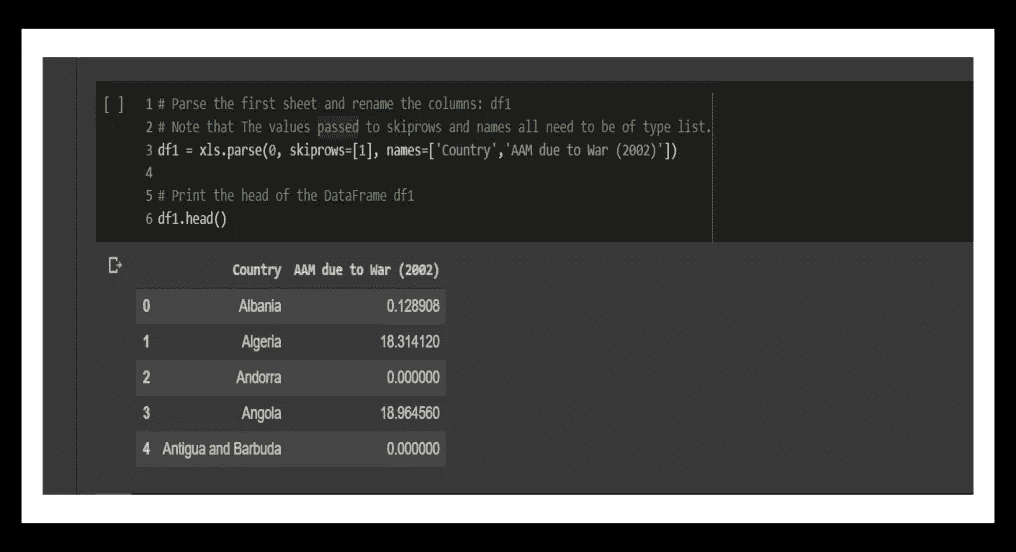 [ ] 1 # Parse the first sheet and rename the columns: df1
2 # Note that The values passed to skiprows and names all need to be of type list.
3 df1 = xls.parse(0, skiprows=[1], names=['Country','AAM due to War (2002)'])
4
5 # Print the head of the DataFrame df1
6 df1.head()
Country AAM due to War (2002)
0 Albania 0.128908
1 Algeria 18.314120
2 Andorra 0.000000
3 Angola 18.964560
4 Antigua and Barbuda 0.000000